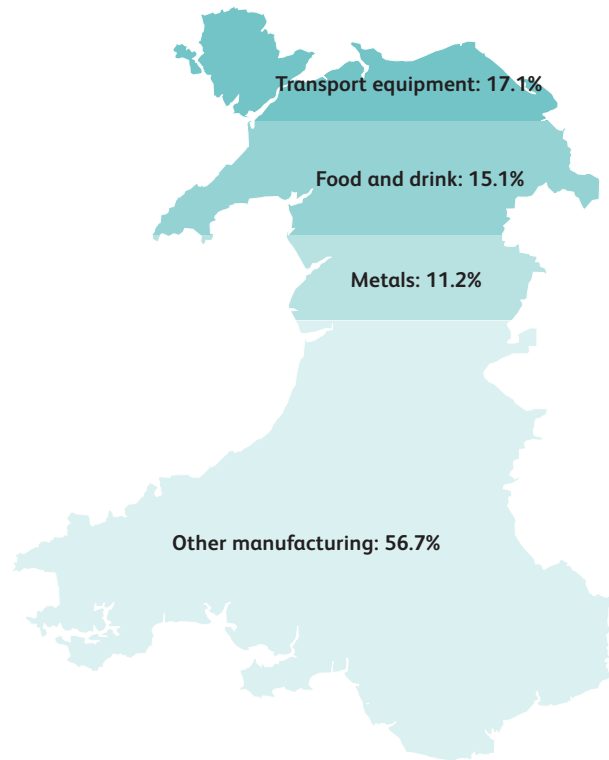 Transport equipment: 17.1%
Food and drink: 15.1%
Metals: 11.2%
Other manufacturing: 56.7%